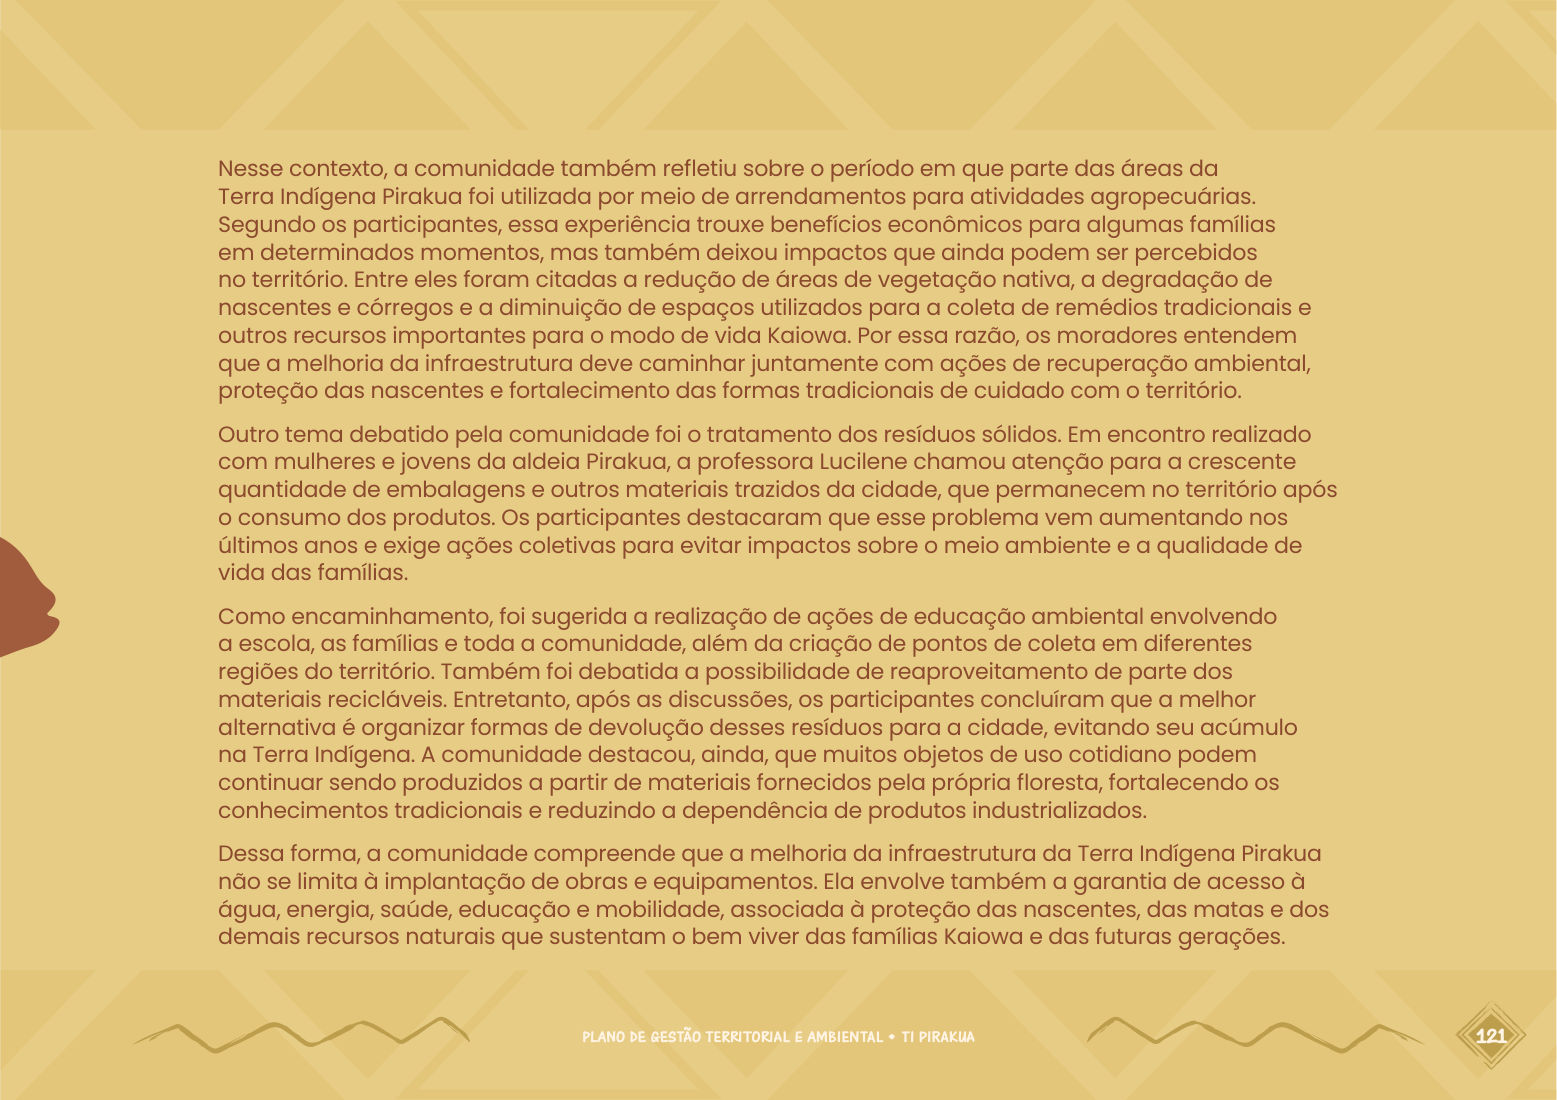 Nesse contexto, a comunidade também refletiu sobre o período em que parte das áreas da
Terra Indígena Pirakua foi utilizada por meio de arrendamentos para atividades agropecuárias.
Segundo os participantes, essa experiência trouxe benefícios econômicos para algumas famílias
em determinados momentos, mas também deixou impactos que ainda podem ser percebidos
no território. Entre eles foram citadas a redução de áreas de vegetação nativa, a degradação de
nascentes e córregos e a diminuição de espaços utilizados para a coleta de remédios tradicionais e
outros recursos importantes para o modo de vida Kaiowa. Por essa razão, os moradores entendem
que a melhoria da infraestrutura deve caminhar juntamente com ações de recuperação ambiental,
proteção das nascentes e fortalecimento das formas tradicionais de cuidado com o território.
Outro tema debatido pela comunidade foi o tratamento dos resíduos sólidos. Em encontro realizado
com mulheres e jovens da aldeia Pirakua, a professora Lucilene chamou atenção para a crescente
quantidade de embalagens e outros materiais trazidos da cidade, que permanecem no território após
o consumo dos produtos. Os participantes destacaram que esse problema vem aumentando nos
últimos anos e exige ações coletivas para evitar impactos sobre o meio ambiente e a qualidade de
vida das famílias.
Como encaminhamento, foi sugerida a realização de ações de educação ambiental envolvendo
a escola, as famílias e toda a comunidade, além da criação de pontos de coleta em diferentes
regiões do território. Também foi debatida a possibilidade de reaproveitamento de parte dos
materiais recicláveis. Entretanto, após as discussões, os participantes concluíram que a melhor
alternativa é organizar formas de devolução desses resíduos para a cidade, evitando seu acúmulo
na Terra Indígena. A comunidade destacou, ainda, que muitos objetos de uso cotidiano podem
continuar sendo produzidos a partir de materiais fornecidos pela própria floresta, fortalecendo os
conhecimentos tradicionais e reduzindo a dependência de produtos industrializados.
Dessa forma, a comunidade compreende que a melhoria da infraestrutura da Terra Indígena Pirakua
não se limita à implantação de obras e equipamentos. Ela envolve também a garantia de acesso à
água, energia, saúde, educação e mobilidade, associada à proteção das nascentes, das matas e dos
demais recursos naturais que sustentam o bem viver das famílias Kaiowa e das futuras gerações.
PLANO DE GESTÃO TERRITORIAL E AMBIENTAL • TI PIRAKUA
121